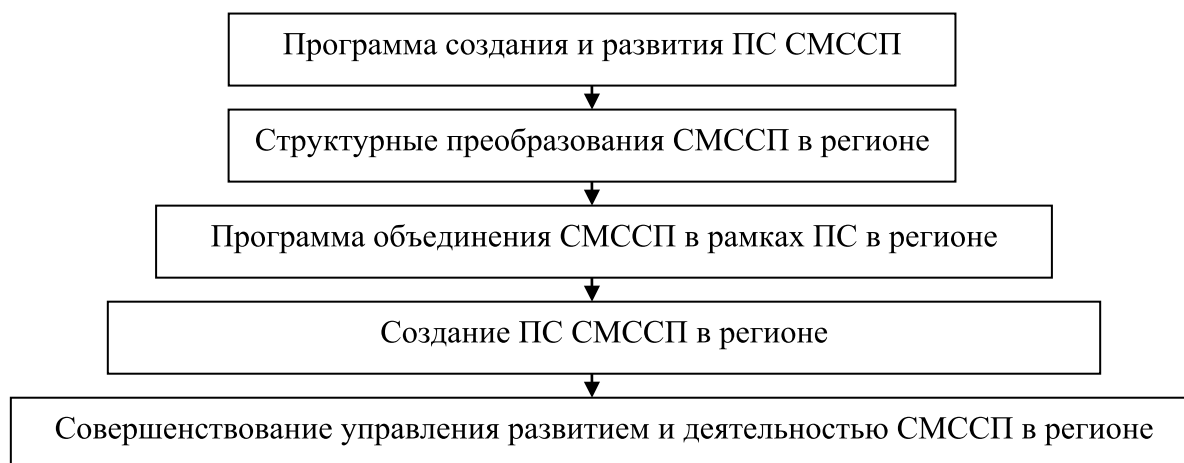 Программа создания и развития ПС СМССП
Структурные преобразования СМССП в регионе
Программа объединения СМССП в рамках ПС в регионе
Создание ПС СМССП в регионе
Совершенствование управления развитием и деятельностью СМССП в регионе